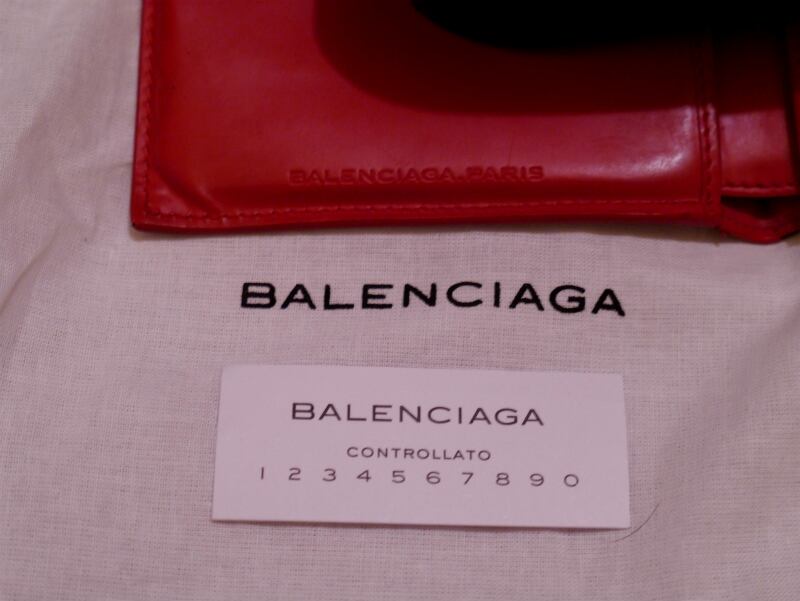 BALENCIAGA.PARIS
BALENCIAGA
BALENCIAGA
CONTROLLATO
1 2 3 4 5 6 7 8 9 0